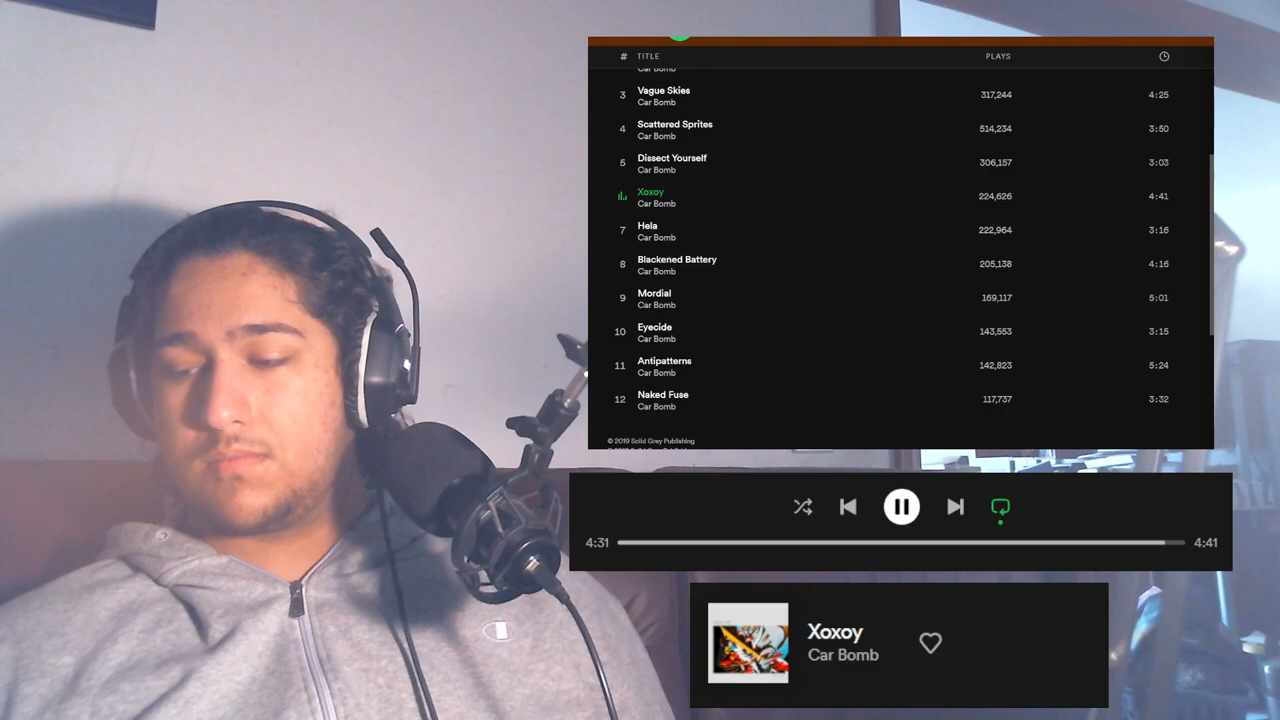 # TITLE PLAYS
Car Bomb
3 Vague Skies 317,244 4:25
Car Bomb
4 Scattered Sprites 514,234 3:50
Car Bomb
5 Dissect Yourself 306,157 3:03
Car Bomb
Xoxoy 224,626 4:41
Car Bomb
7 Hela 222,964 3:16
Car Bomb
8 Blackened Battery 205,138 4:16
Car Bomb
9 Mordial 169,117 5:01
Car Bomb
10 Eyecide 143,553 3:15
Car Bomb
11 Antipatterns 142,823 5:24
Car Bomb
12 Naked Fuse 117,737 3:32
Car Bomb
© 2019 Solid Grey Publishing
4:31 4:41
Xoxoy
Car Bomb